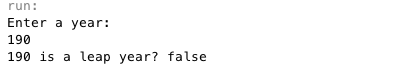 run:
Enter a year:
190
190 is a leap year? false